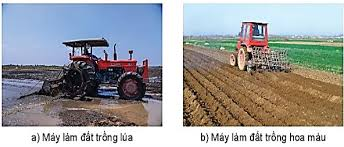 a) Máy làm đất trồng lúa
b) Máy làm đất trồng hoa màu